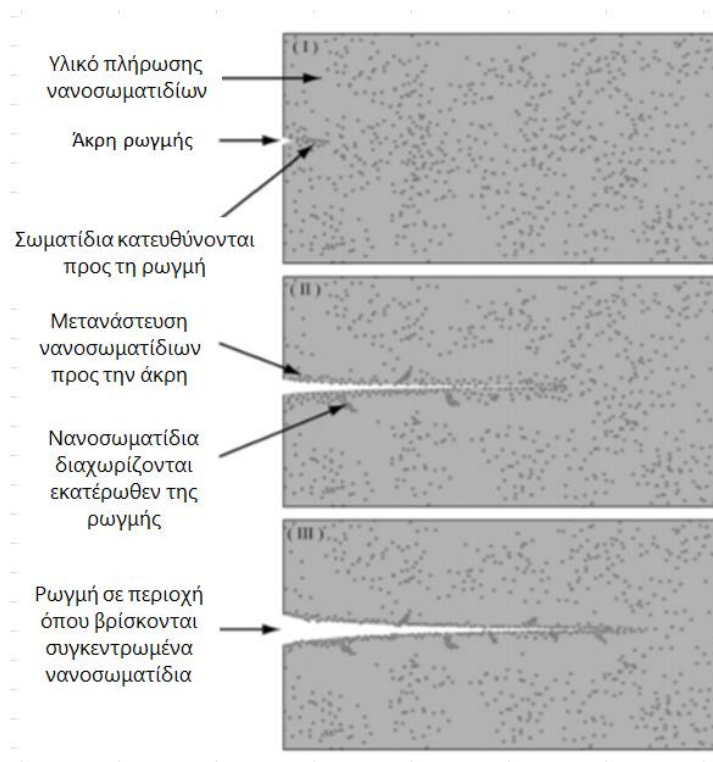 (I)
Υλικό πλήρωσης
νανοσωματιδίων
Άκρη ρωγμής
Σωματίδια κατευθύνονται
προς τη ρωγμή
(II)
Μετανάστευση
νανοσωματίδιων
προς την άκρη
Νανοσωματίδια
διαχωρίζονται
εκατέρωθεν της
ρωγμής
(III)
Ρωγμή σε περιοχή
όπου βρίσκονται
συγκεντρωμένα
νανοσωματίδια